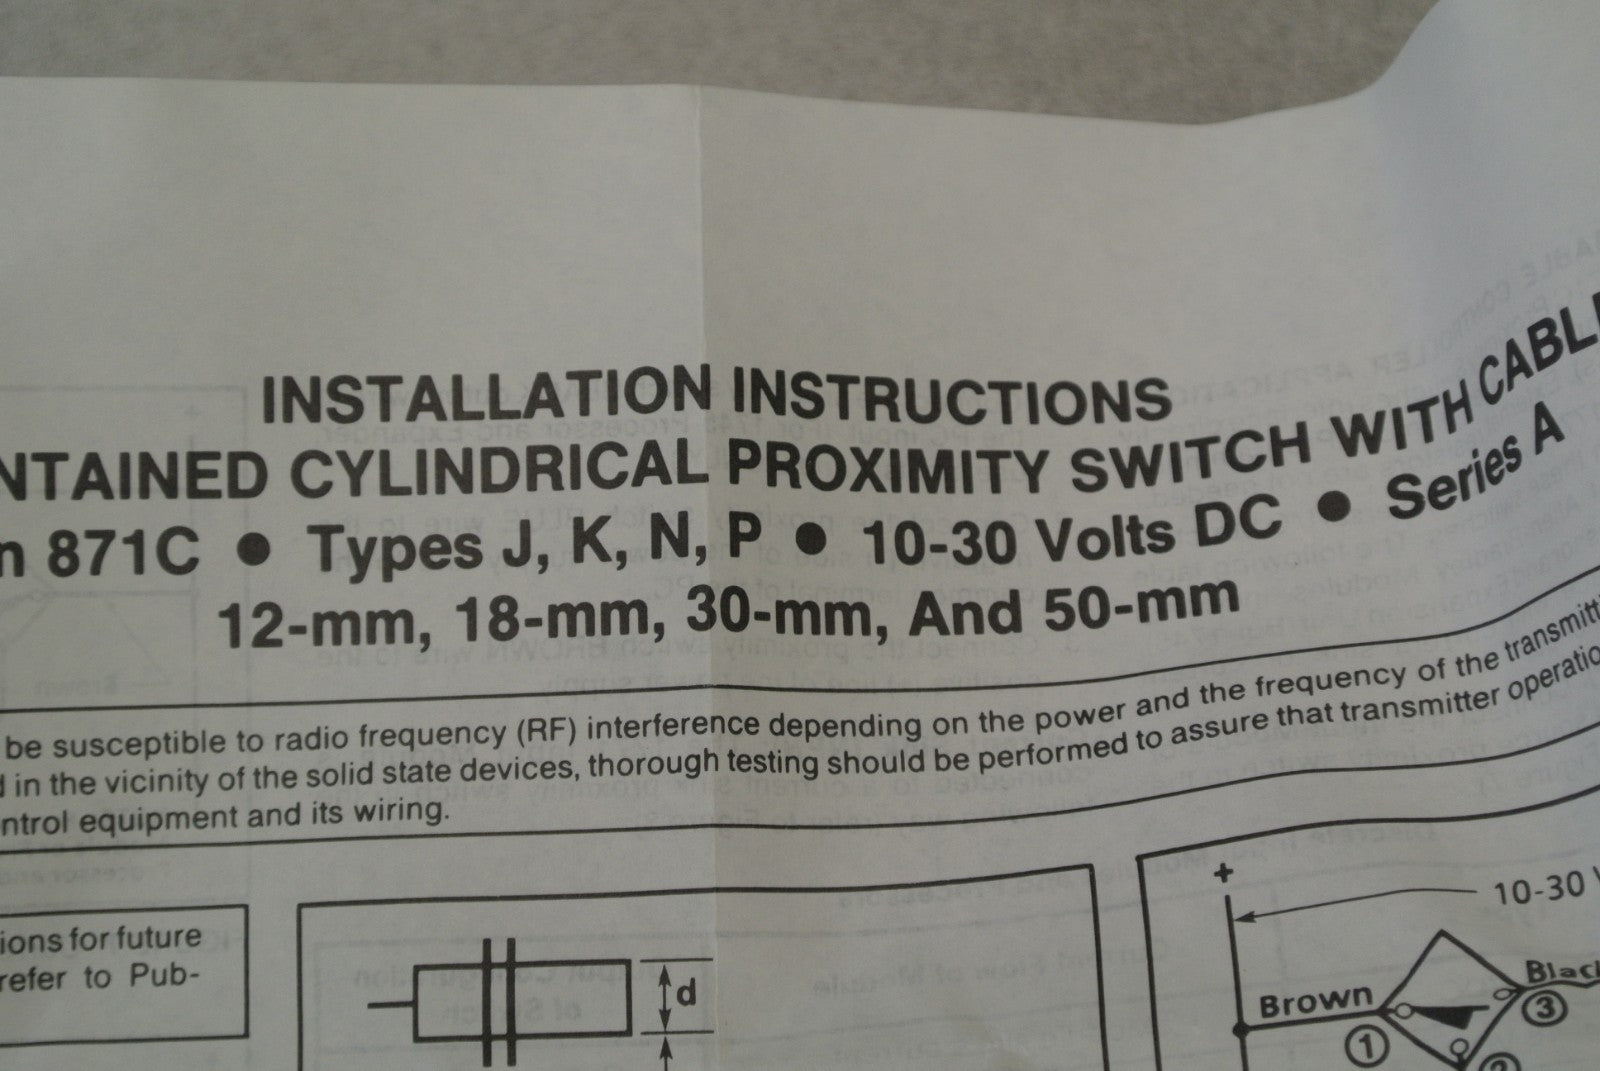 INSTALLATION INSTRUCTIONS
NTAINED CYLINDRICAL PROXIMITY SWITCH WITH CABL
n 871C • Types J, K, N, P • 10-30 Volts DC • Series A
12-mm, 18-mm, 30-mm, And 50-mm
be susceptible to radio frequency (RF) interference depending on the power and the frequency of the transmitt
in the vicinity of the solid state devices, thorough testing should be performed to assure that transmitter operatio
ntrol equipment and its wiring.
ions for future
refer to Pub-
d
+
10-30 V
Brown
Blac
1
3
2